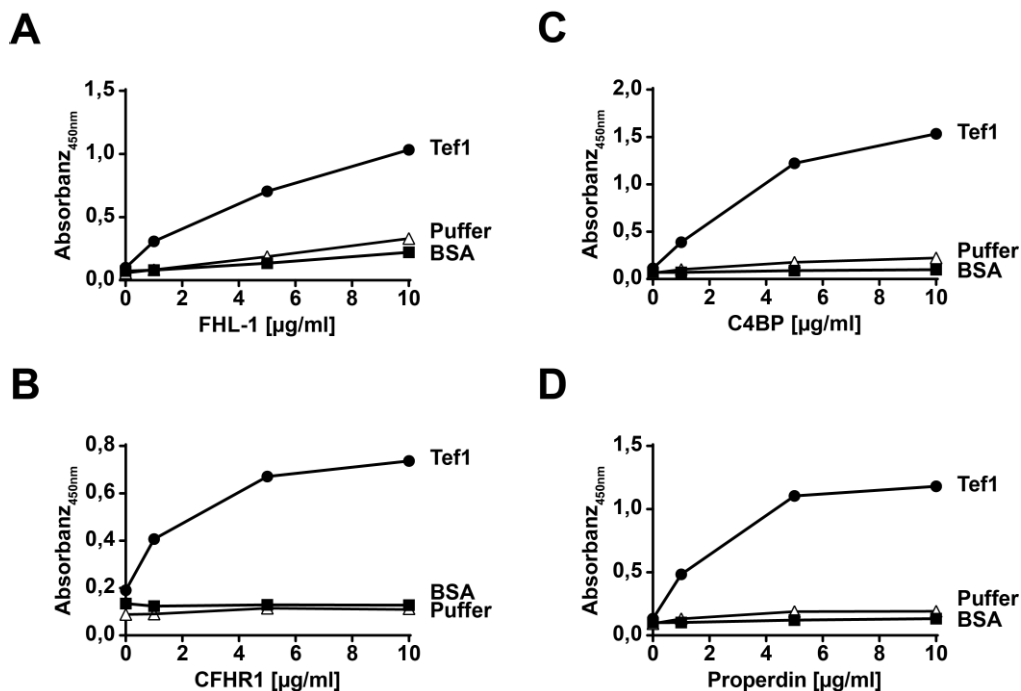 A
Absorbanz450nm
1,5
1,0
0,5
0,0
Tef1
Puffer
BSA
0 2 4 6 8 10
FHL-1 [µg/ml]
C
Absorbanz450nm
2,0
1,5
1,0
0,5
0,0
Tef1
Puffer
BSA
0 2 4 6 8 10
C4BP [µg/ml]
B
Absorbanz450nm
0,8
0,6
0,4
0,2
0,0
Tef1
BSA
Puffer
0 2 4 6 8 10
CFHR1 [µg/ml]
D
Absorbanz450nm
1,5
1,0
0,5
0,0
Tef1
Puffer
BSA
0 2 4 6 8 10
Properdin [µg/ml]